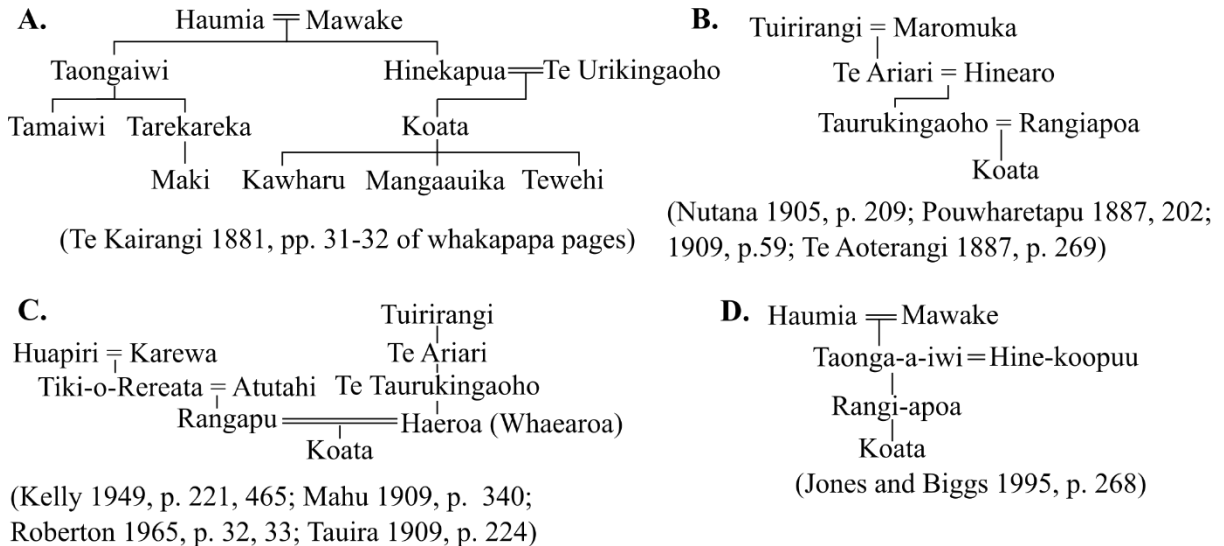 A.
Haumia = Mawake
Taongaiwi Hinekapua = Te Urikingaoho
Tamaiwi Tarekareka Koata
Maki Kawharu Mangaauika Tewehi
(Te Kairangi 1881, pp. 31-32 of whakapapa pages)
B.
Tuirirangi = Maromuka
Te Ariari = Hinearo
Taurukingaoho = Rangiapoa
Koata
(Nutana 1905, p. 209; Pouwharetapu 1887, 202;
1909, p.59; Te Aoterangi 1887, p. 269)
C.
Tuirirangi
Huapiri = Karewa Te Ariari
Tiki-o-Rereata = Atutahi Te Taurukingaoho
Rangapu = Haeroa (Whaearoa)
Koata
(Kelly 1949, p. 221, 465; Mahu 1909, p. 340;
Roberton 1965, p. 32, 33; Tauira 1909, p. 224)
D.
Haumia = Mawake
Taonga-a-iwi = Hine-koopuu
Rangi-apoa
Koata
(Jones and Biggs 1995, p. 268)